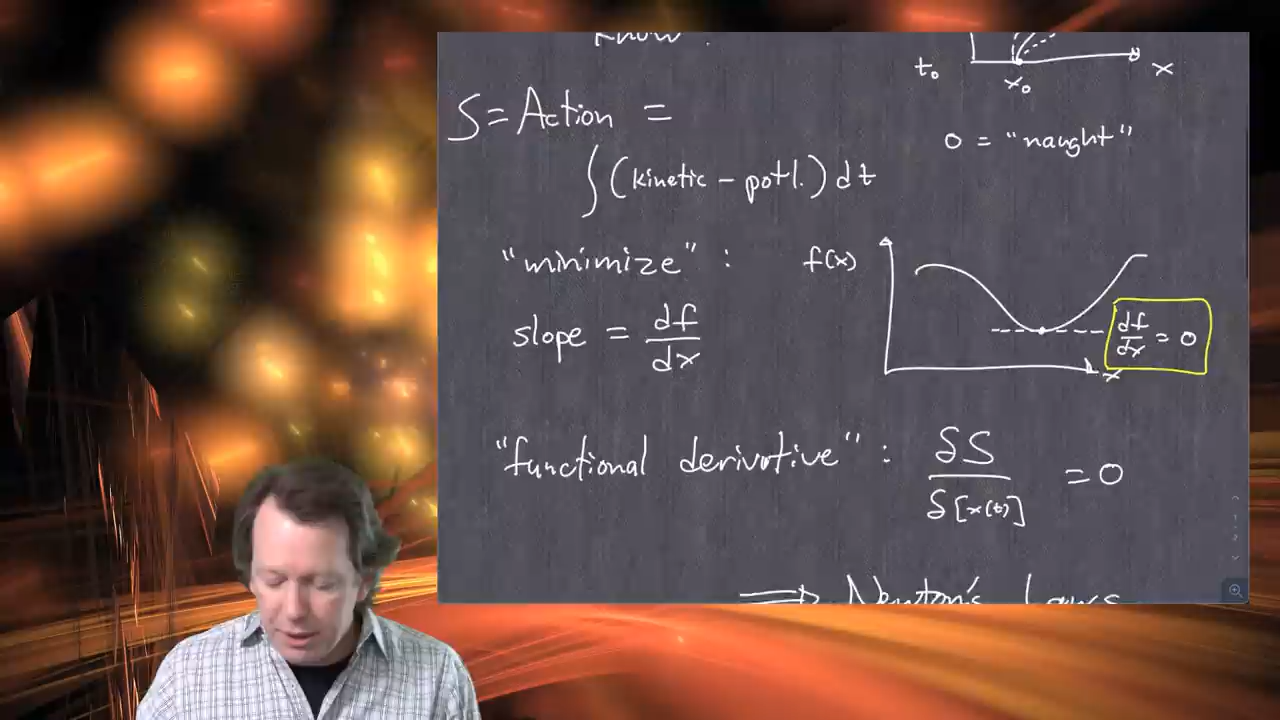 know.
t₀
x₀
x
S = Action =
0 = "naught"
∫ (kinetic - potl.) dt
"minimize" :
f(x)
slope = df/dx
df/dx = 0
x
"functional derivative" : δS/δ[x(t)] = 0
⟹ Newton's Laws